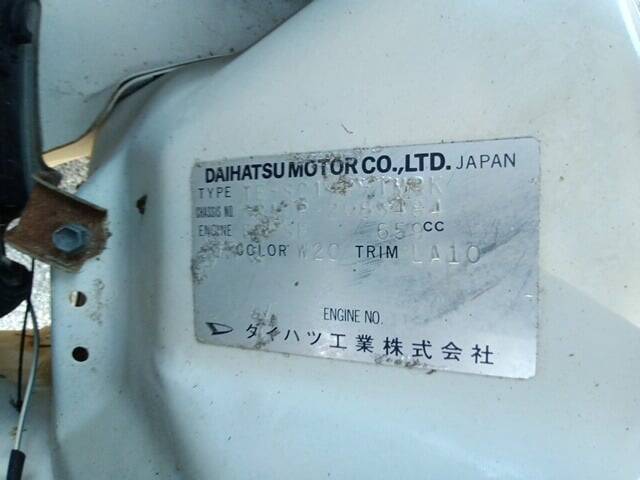 DAIHATSU MOTOR CO.,LTD. JAPAN
TYPE
CHASSIS NO.
ENGINE 659CC
COLOR W20 TRIM LA10
ENGINE NO.
ダイハツ工業株式会社